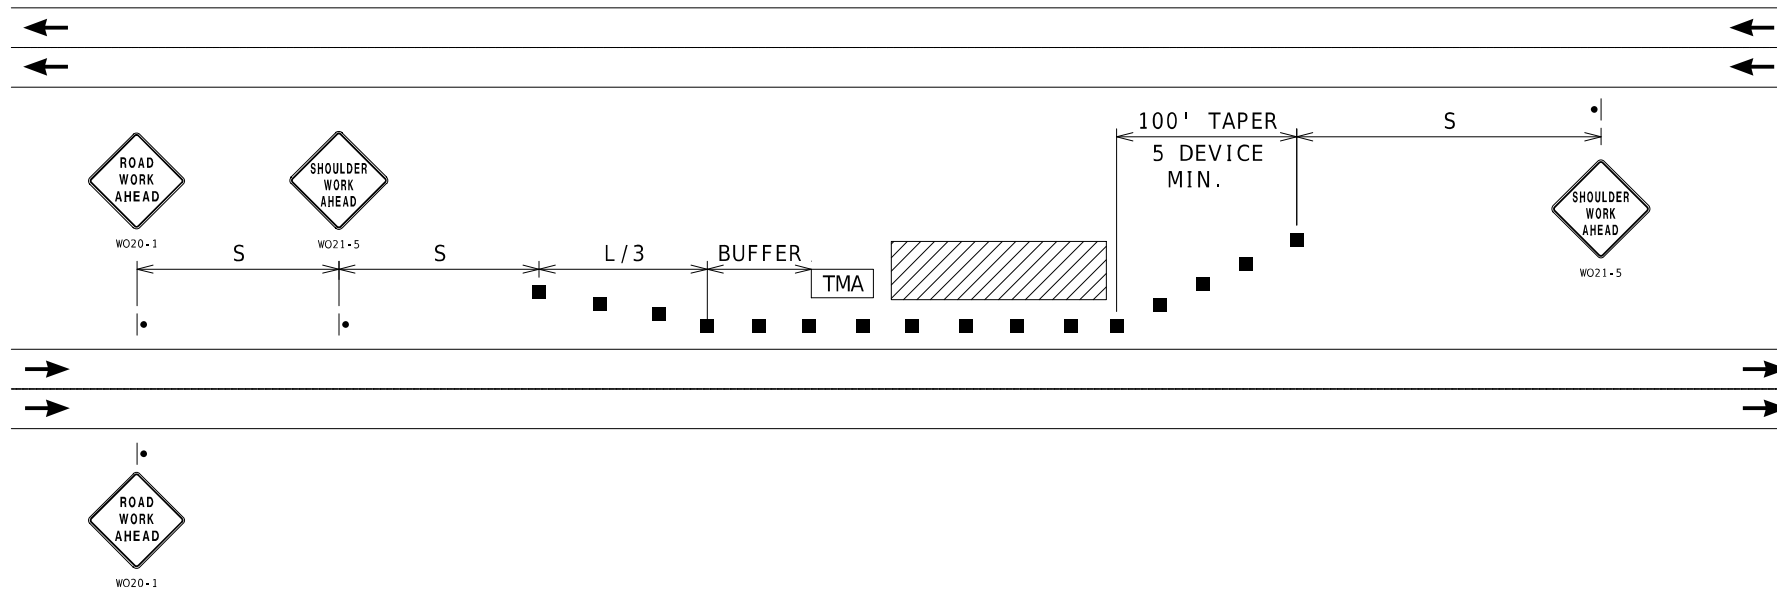 100' TAPER
S
5 DEVICE
MIN.
ROAD
WORK
AHEAD
WO20-1
SHOULDER
WORK
AHEAD
WO21-5
SHOULDER
WORK
AHEAD
WO21-5
S
S
L/3
BUFFER
TMA
ROAD
WORK
AHEAD
WO20-1